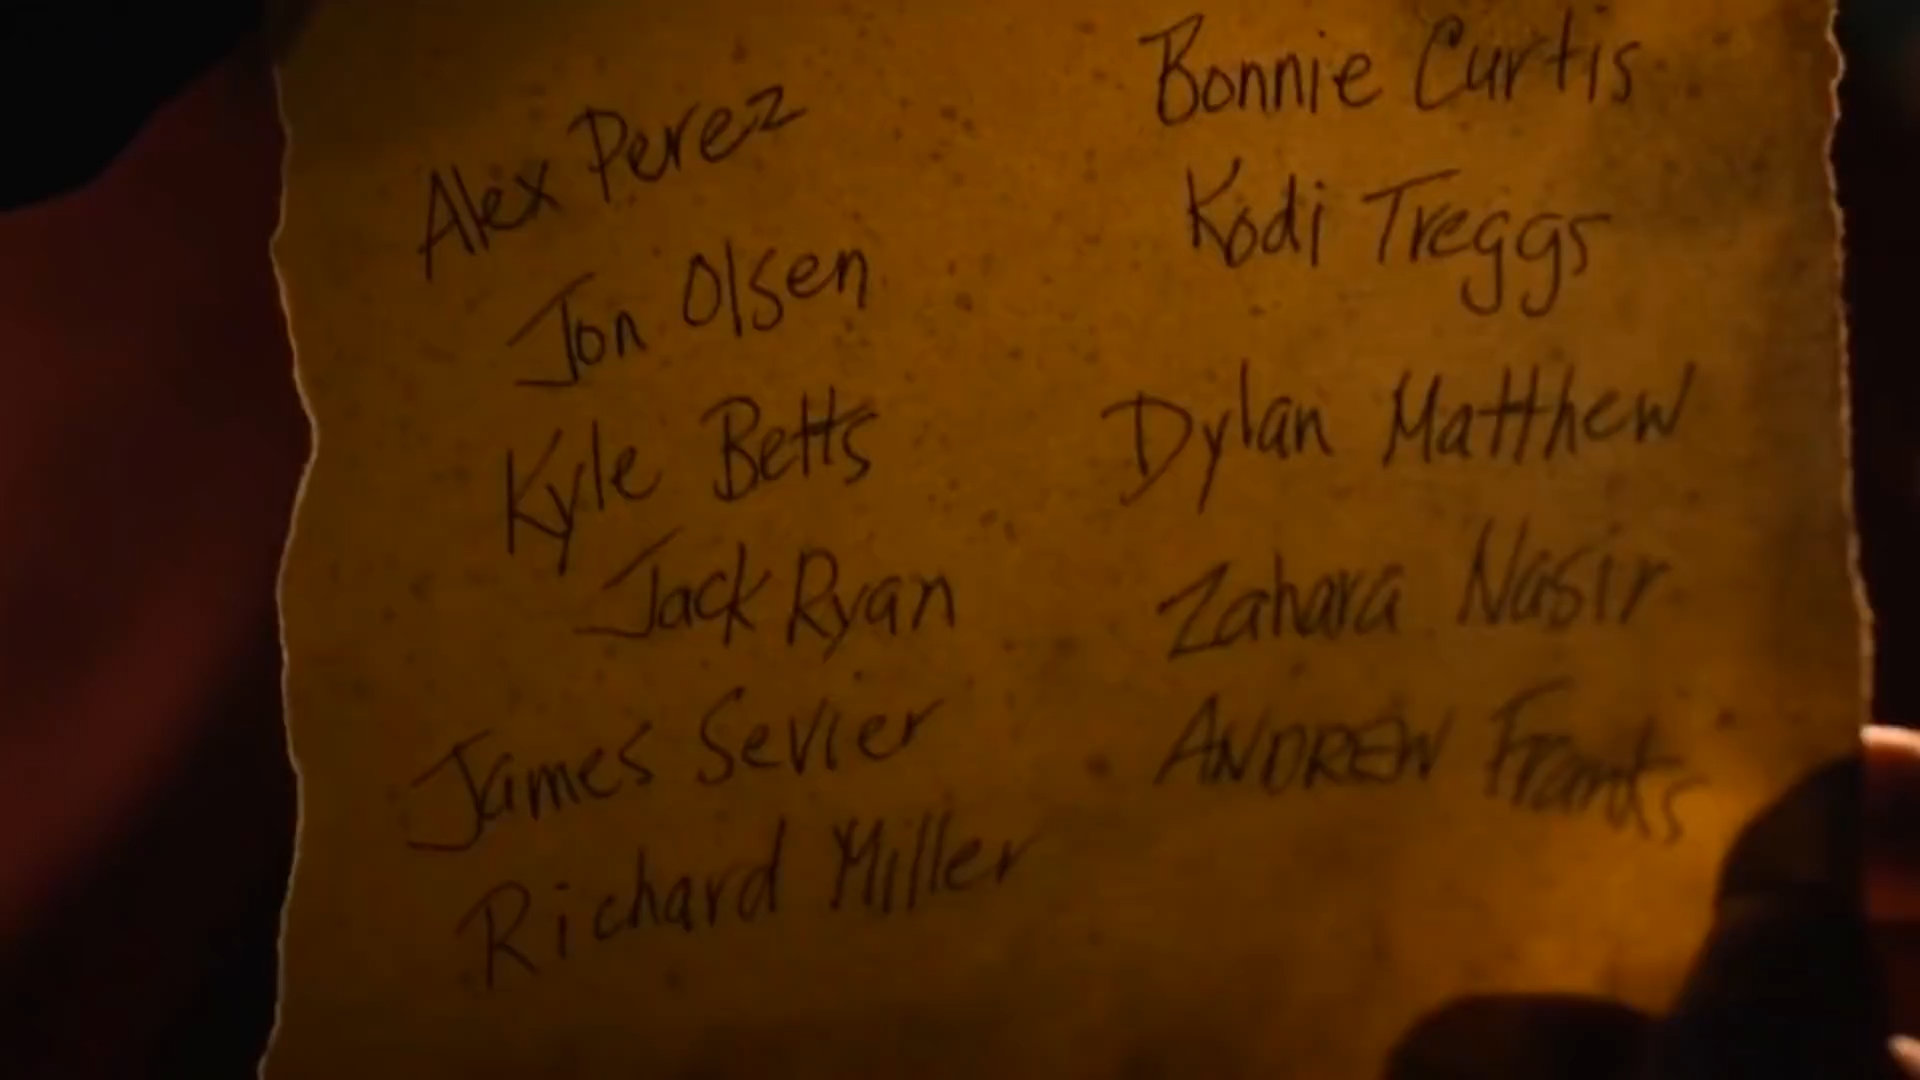 Alex Perez
Jon Olsen
Kyle Betts
Jack Ryan
James Sevier
Richard Miller
Bonnie Curtis
Kodi Treggs
Dylan Matthew
Zahara Nasir
ANDREW